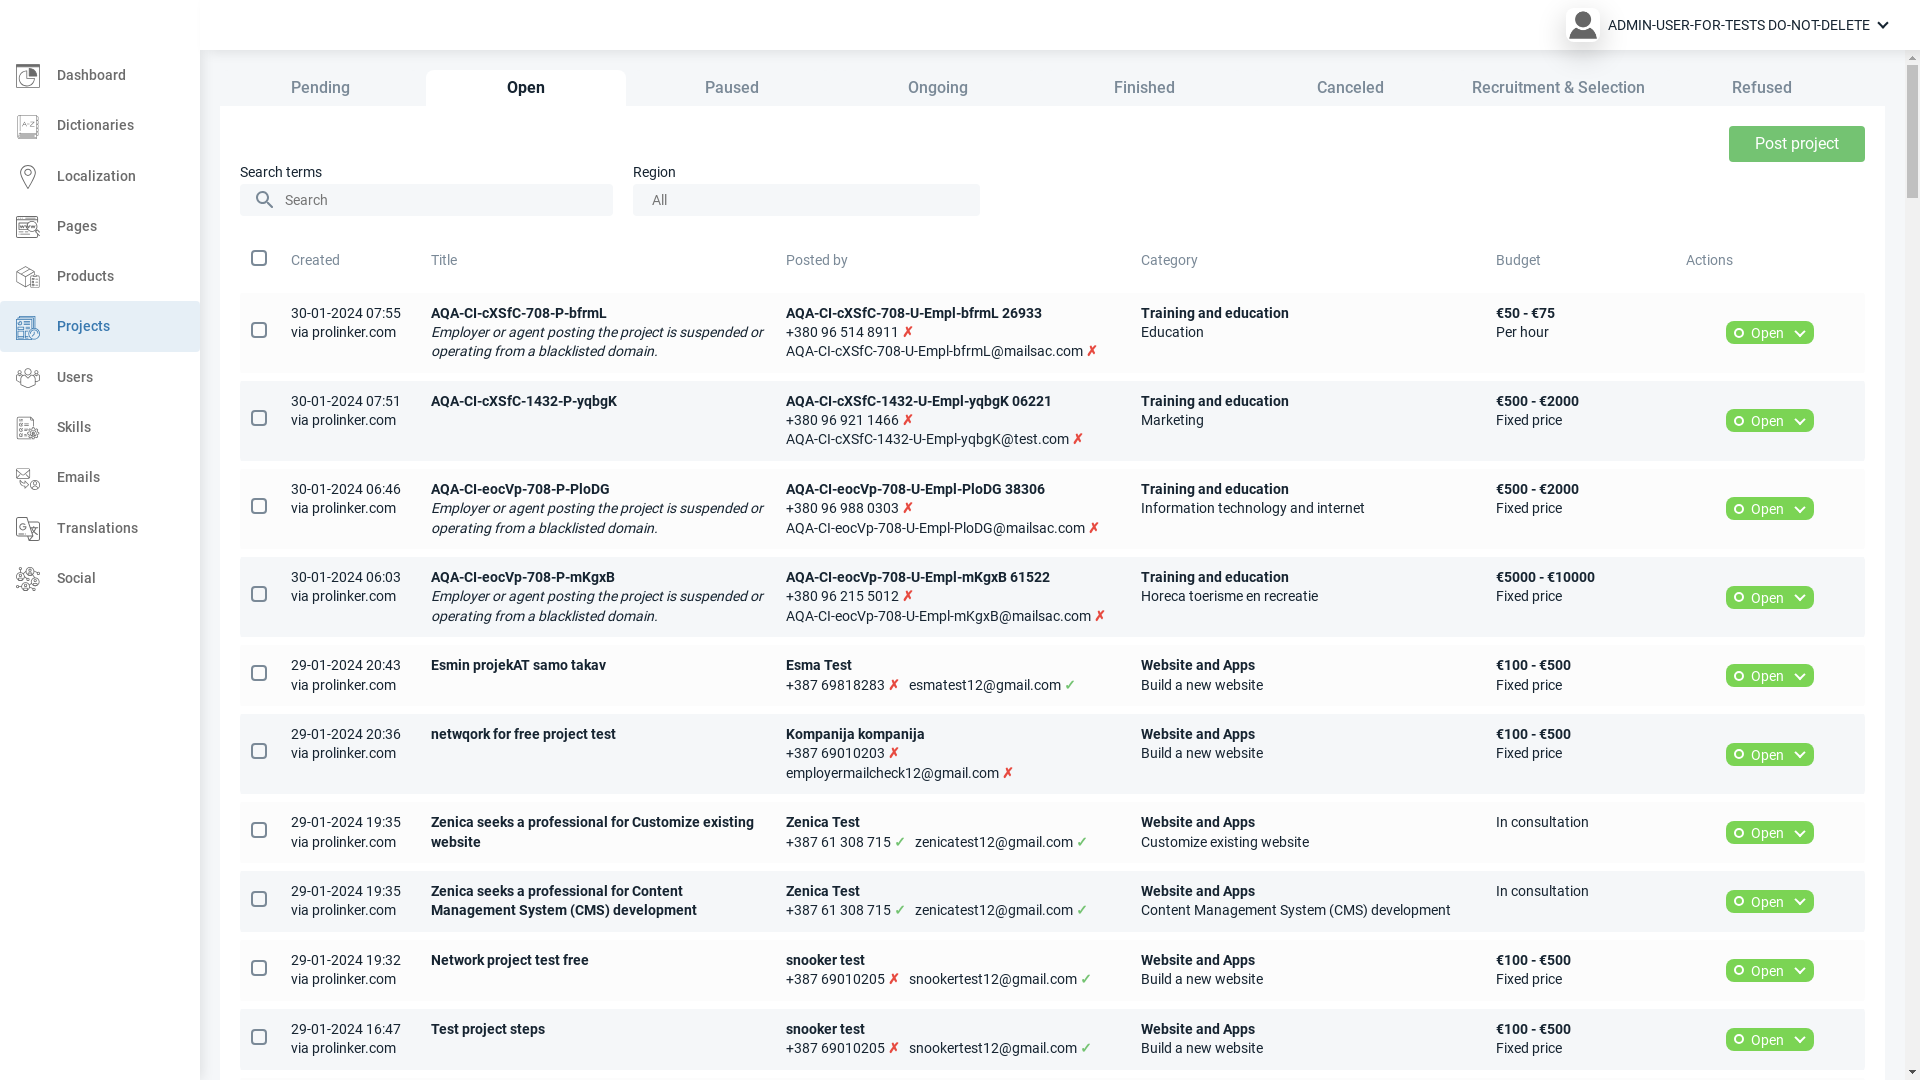 ADMIN-USER-FOR-TESTS DO-NOT-DELETE
Dashboard
Dictionaries
Localization
Pages
Products
Projects
Users
Skills
Emails
Translations
Social
Pending
Open
Paused
Ongoing
Finished
Canceled
Recruitment & Selection
Refused
Post project
Search terms
Search
Region
All
Created
Title
Posted by
Category
Budget
Actions
30-01-2024 07:55
via prolinker.com
AQA-CI-cXSfC-708-P-bfrmL
Employer or agent posting the project is suspended or
operating from a blacklisted domain.
AQA-CI-cXSfC-708-U-Empl-bfrmL 26933
+380 96 514 8911 ✗
AQA-CI-cXSfC-708-U-Empl-bfrmL@mailsac.com ✗
Training and education
Education
€50 - €75
Per hour
Open
30-01-2024 07:51
via prolinker.com
AQA-CI-cXSfC-1432-P-yqbgK
AQA-CI-cXSfC-1432-U-Empl-yqbgK 06221
+380 96 921 1466 ✗
AQA-CI-cXSfC-1432-U-Empl-yqbgK@test.com ✗
Training and education
Marketing
€500 - €2000
Fixed price
Open
30-01-2024 06:46
via prolinker.com
AQA-CI-eocVp-708-P-PloDG
Employer or agent posting the project is suspended or
operating from a blacklisted domain.
AQA-CI-eocVp-708-U-Empl-PloDG 38306
+380 96 988 0303 ✗
AQA-CI-eocVp-708-U-Empl-PloDG@mailsac.com ✗
Training and education
Information technology and internet
€500 - €2000
Fixed price
Open
30-01-2024 06:03
via prolinker.com
AQA-CI-eocVp-708-P-mKgxB
Employer or agent posting the project is suspended or
operating from a blacklisted domain.
AQA-CI-eocVp-708-U-Empl-mKgxB 61522
+380 96 215 5012 ✗
AQA-CI-eocVp-708-U-Empl-mKgxB@mailsac.com ✗
Training and education
Horeca toerisme en recreatie
€5000 - €10000
Fixed price
Open
29-01-2024 20:43
via prolinker.com
Esmin projekAT samo takav
Esma Test
+387 69818283 ✗ esmatest12@gmail.com ✓
Website and Apps
Build a new website
€100 - €500
Fixed price
Open
29-01-2024 20:36
via prolinker.com
netwqork for free project test
Kompanija kompanija
+387 69010203 ✗
employermailcheck12@gmail.com ✗
Website and Apps
Build a new website
€100 - €500
Fixed price
Open
29-01-2024 19:35
via prolinker.com
Zenica seeks a professional for Customize existing
website
Zenica Test
+387 61 308 715 ✓ zenicatest12@gmail.com ✓
Website and Apps
Customize existing website
In consultation
Open
29-01-2024 19:35
via prolinker.com
Zenica seeks a professional for Content
Management System (CMS) development
Zenica Test
+387 61 308 715 ✓ zenicatest12@gmail.com ✓
Website and Apps
Content Management System (CMS) development
In consultation
Open
29-01-2024 19:32
via prolinker.com
Network project test free
snooker test
+387 69010205 ✗ snookertest12@gmail.com ✓
Website and Apps
Build a new website
€100 - €500
Fixed price
Open
29-01-2024 16:47
via prolinker.com
Test project steps
snooker test
+387 69010205 ✗ snookertest12@gmail.com ✓
Website and Apps
Build a new website
€100 - €500
Fixed price
Open